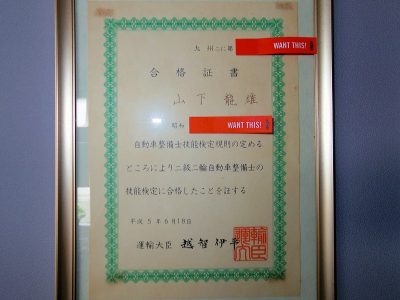 九州こに第
WANT THIS!
合格証書
山下龍雄
昭和
WANT THIS!
自動車整備士技能検定規則の定める
ところにより二級二輪自動車整備士の
技能検定に合格したことを証する
平成5年6月18日
運輸大臣 越智伊平